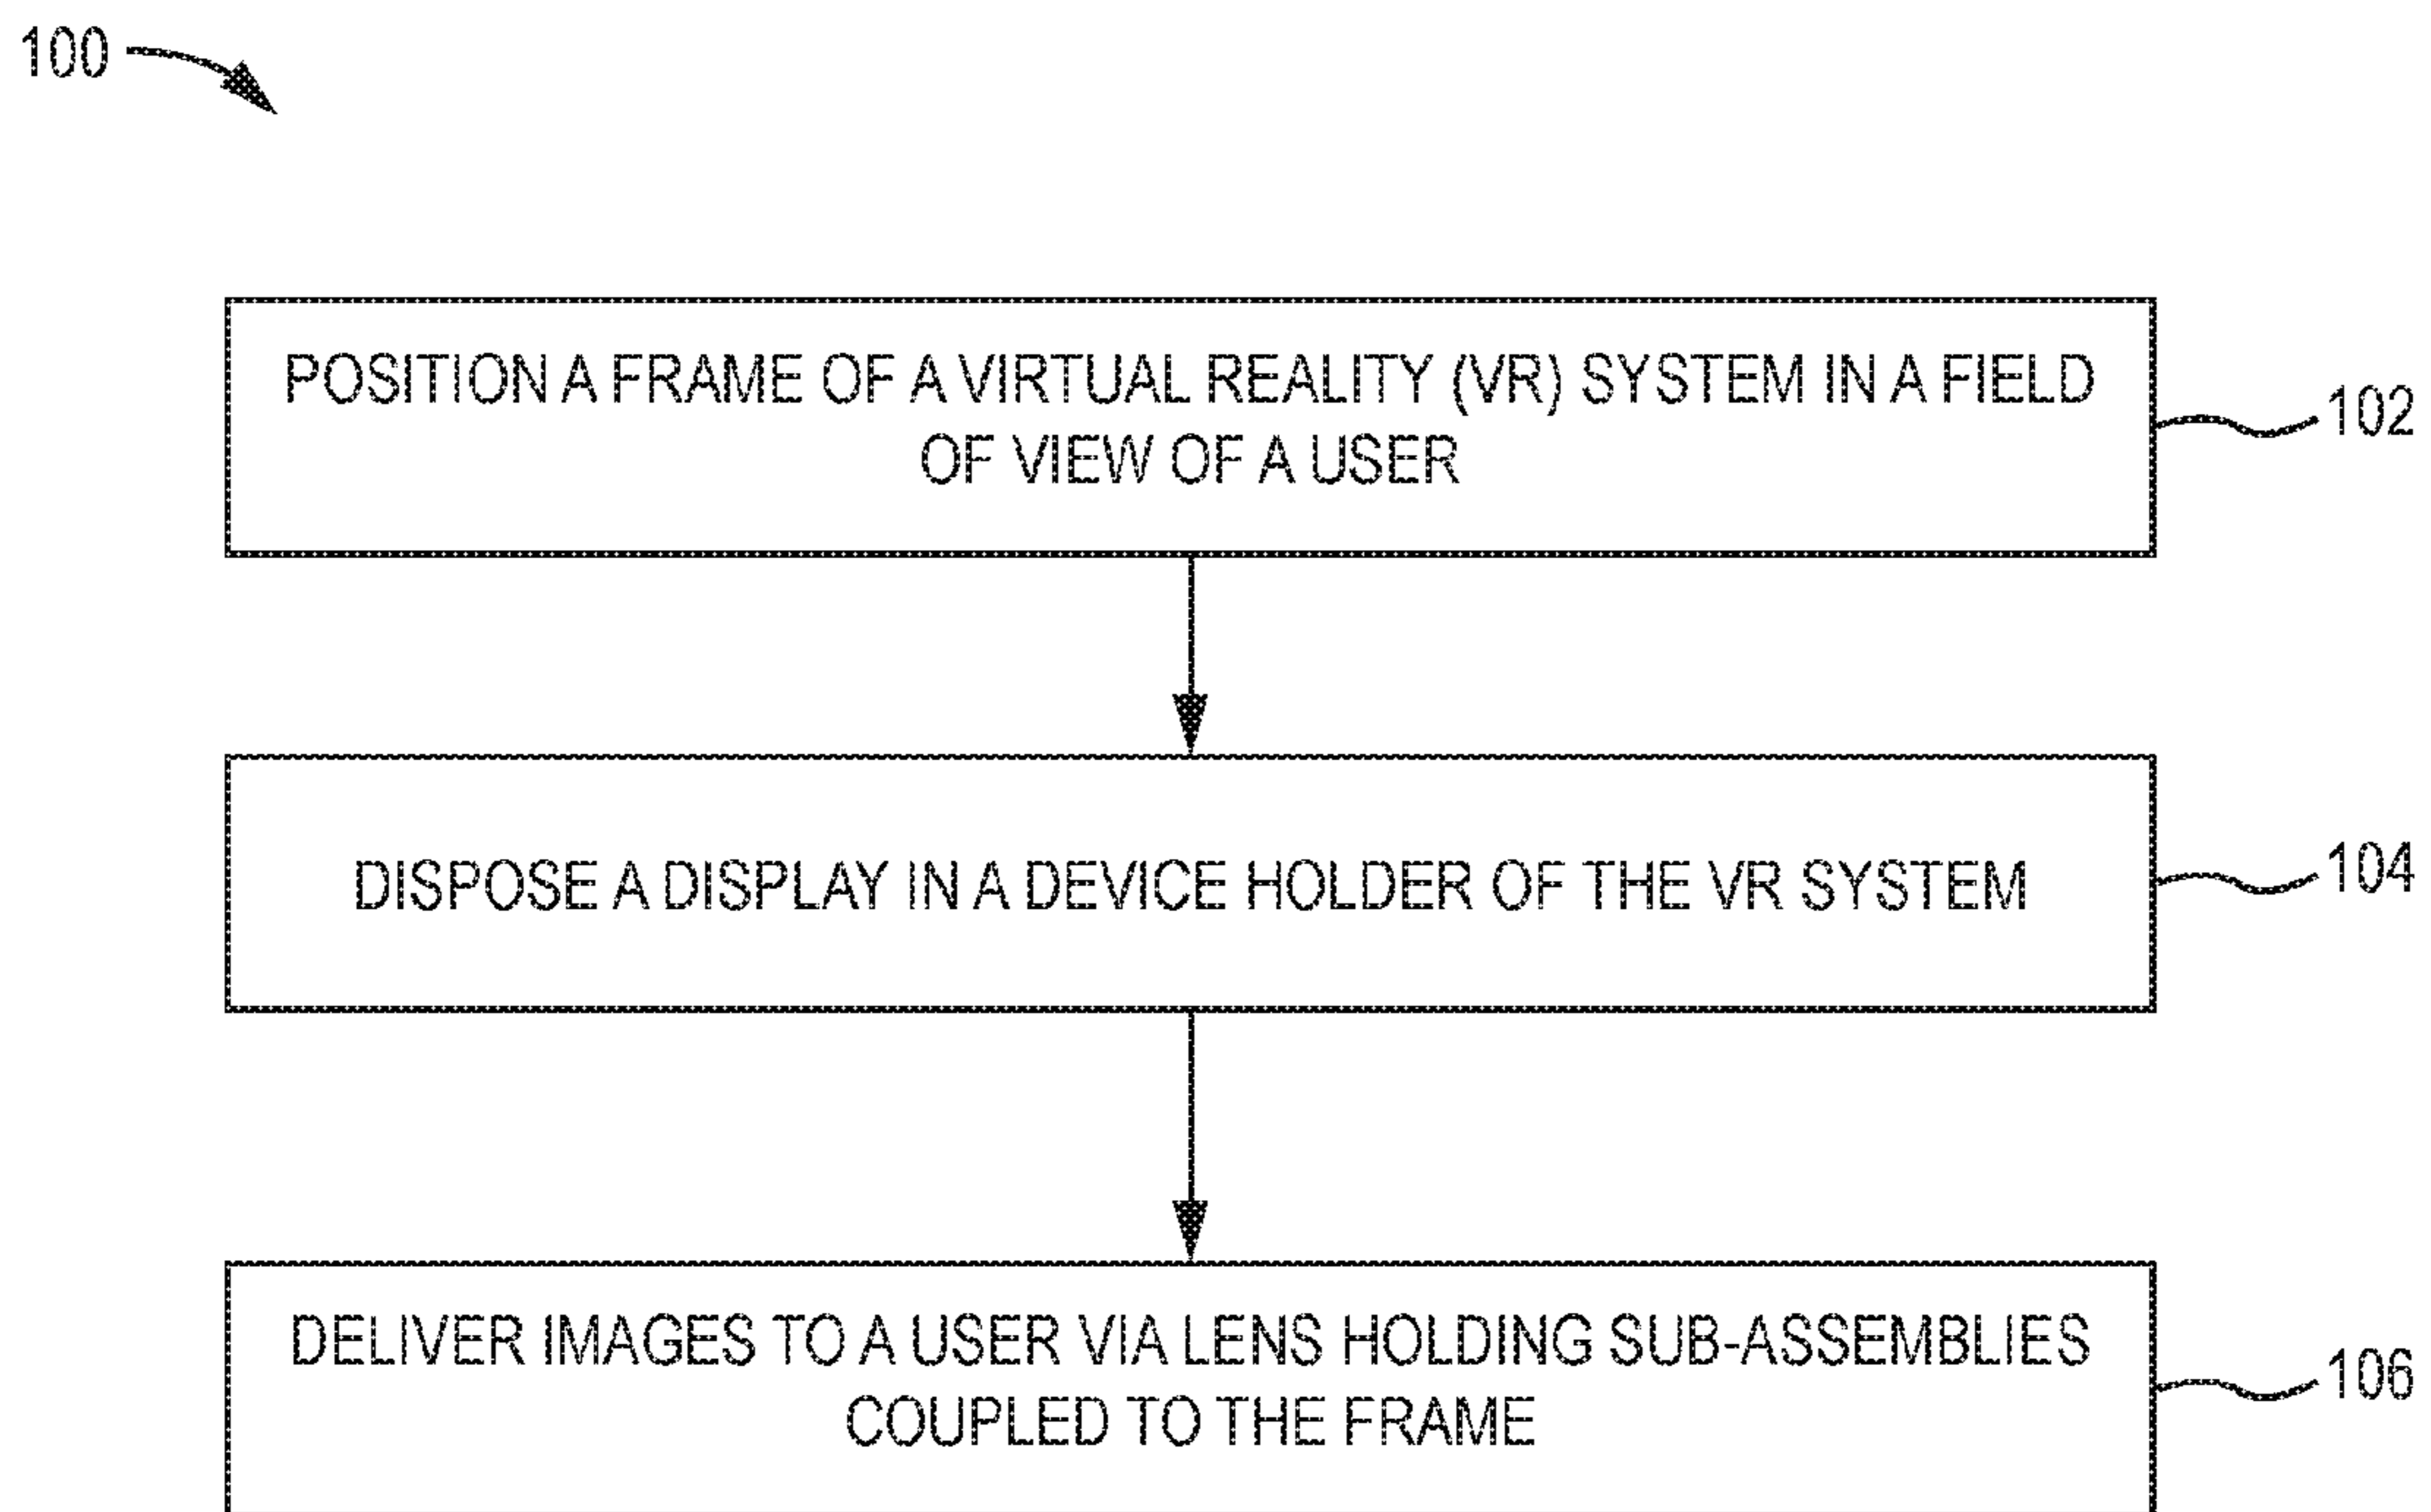 100
POSITION A FRAME OF A VIRTUAL REALITY (VR) SYSTEM IN A FIELD
OF VIEW OF A USER
102
DISPOSE A DISPLAY IN A DEVICE HOLDER OF THE VR SYSTEM
104
DELIVER IMAGES TO A USER VIA LENS HOLDING SUB-ASSEMBLIES
COUPLED TO THE FRAME
106